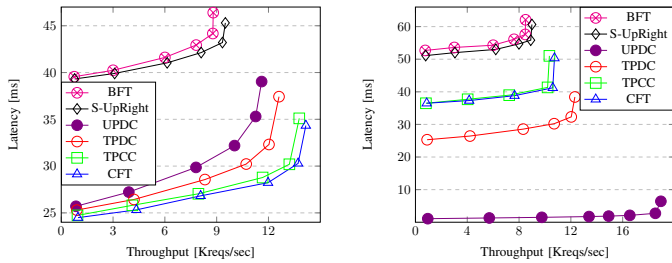 45
40
35
30
25
0
3
6
9
12
Latency [ms]
Throughput [Kreqs/sec]
BFT
S-UpRight
UPDC
TPDC
TPCC
CFT
60
50
40
30
20
10
0
4
8
12
16
Latency [ms]
Throughput [Kreqs/sec]
BFT
S-UpRight
UPDC
TPDC
TPCC
CFT